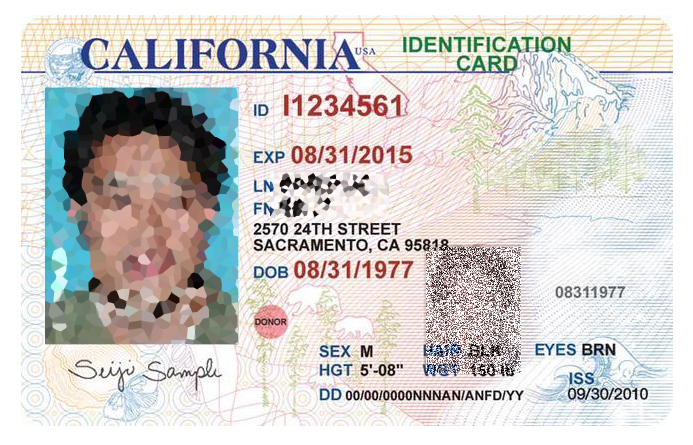 CALIFORNIA USA IDENTIFICATION CARD
ID I1234561
EXP 08/31/2015
LN
FN
2570 24TH STREET
SACRAMENTO, CA 95818
DOB 08/31/1977
08311977
DONOR
SEX M HAIR BLK EYES BRN
HGT 5'-08" WGT 150 lb ISS
DD 00/00/0000NNNAN/ANFD/YY 09/30/2010
Seiji Sample